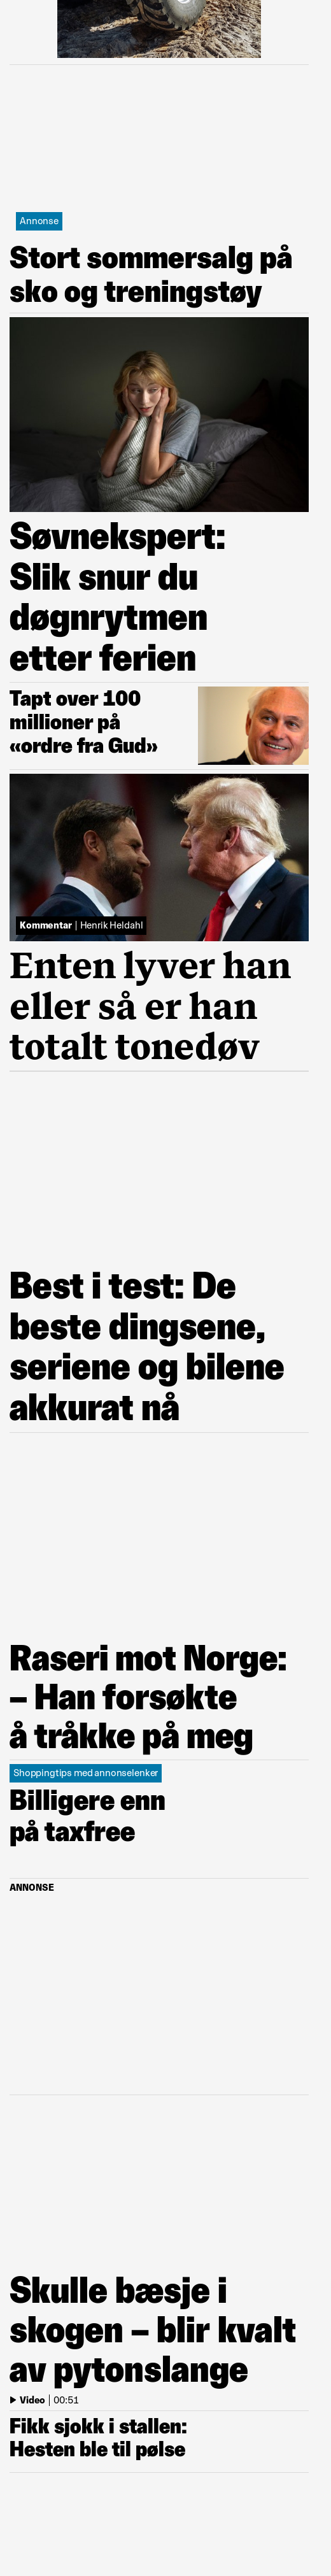 Annonse
Stort sommersalg på
sko og treningstøy
Søvnekspert:
Slik snur du
døgnrytmen
etter ferien
Tapt over 100
millioner på
«ordre fra Gud»
Kommentar | Henrik Heldahl
Enten lyver han
eller så er han
totalt tonedøv
Best i test: De
beste dingsene,
seriene og bilene
akkurat nå
Raseri mot Norge:
– Han forsøkte
å tråkke på meg
Shoppingtips med annonselenker
Billigere enn
på taxfree
ANNONSE
Skulle bæsje i
skogen – blir kvalt
av pytonslange
Video | 00:51
Fikk sjokk i stallen:
Hesten ble til pølse